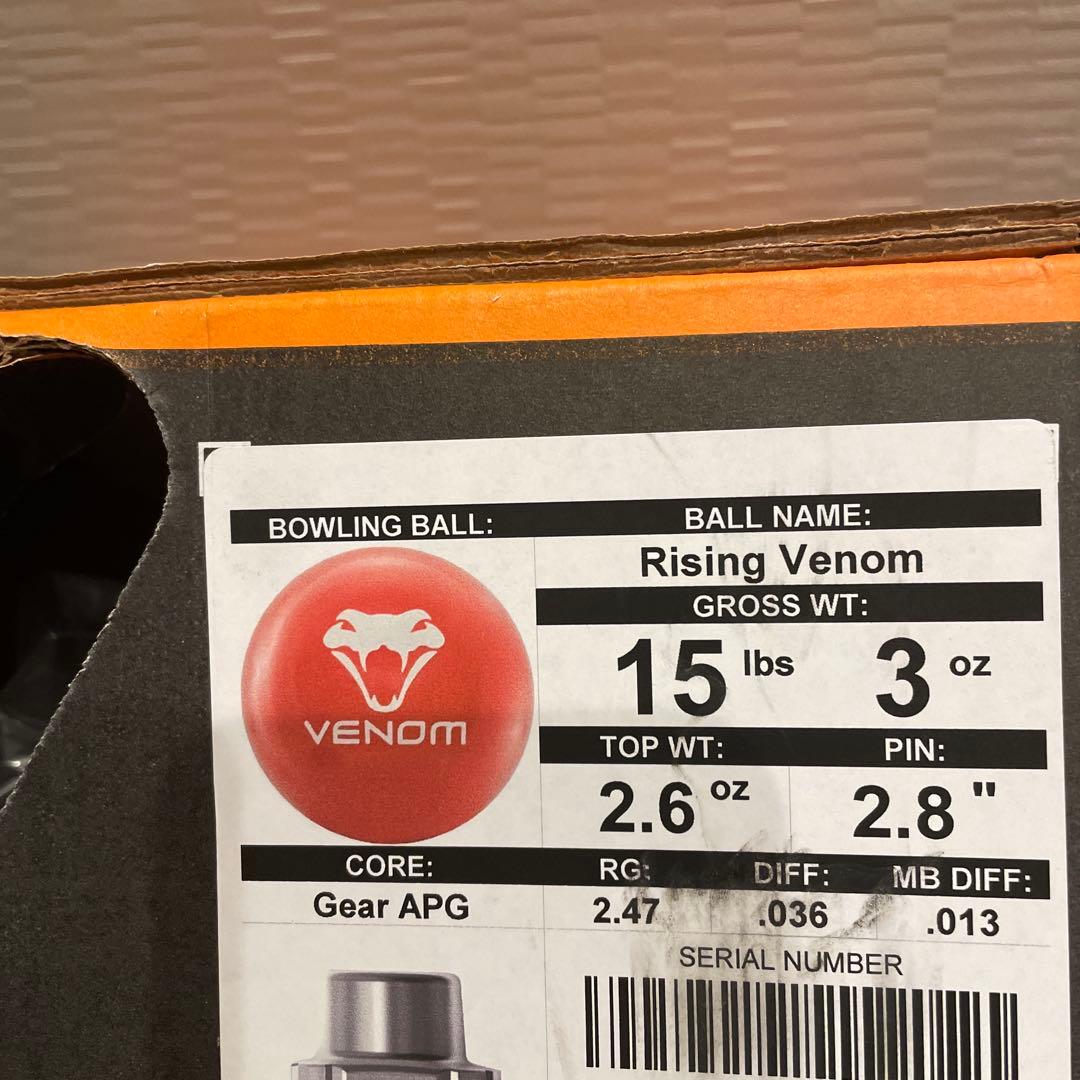 BOWLING BALL:
BALL NAME:
Rising Venom
VENOM
GROSS WT:
15 lbs 3 oz
TOP WT: PIN:
2.6 oz 2.8 "
CORE: RG: DIFF: MB DIFF:
Gear APG 2.47 .036 .013
SERIAL NUMBER